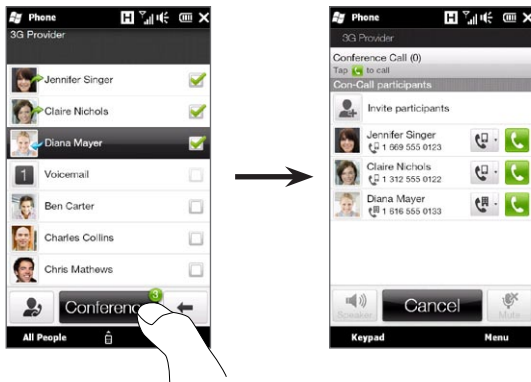 Phone
3G Provider
Jennifer Singer
Claire Nichols
Diana Mayer
1 Voicemail
Ben Carter
Charles Collins
Chris Mathews
3
All People
Phone
3G Provider
Conference Call (0)
Tap to call
Con-Call participants
Invite participants
Jennifer Singer
1 669 555 0123
Claire Nichols
1 312 555 0122
Diana Mayer
1 616 555 0133
Speaker
Cancel
Mute
Keypad
Menu